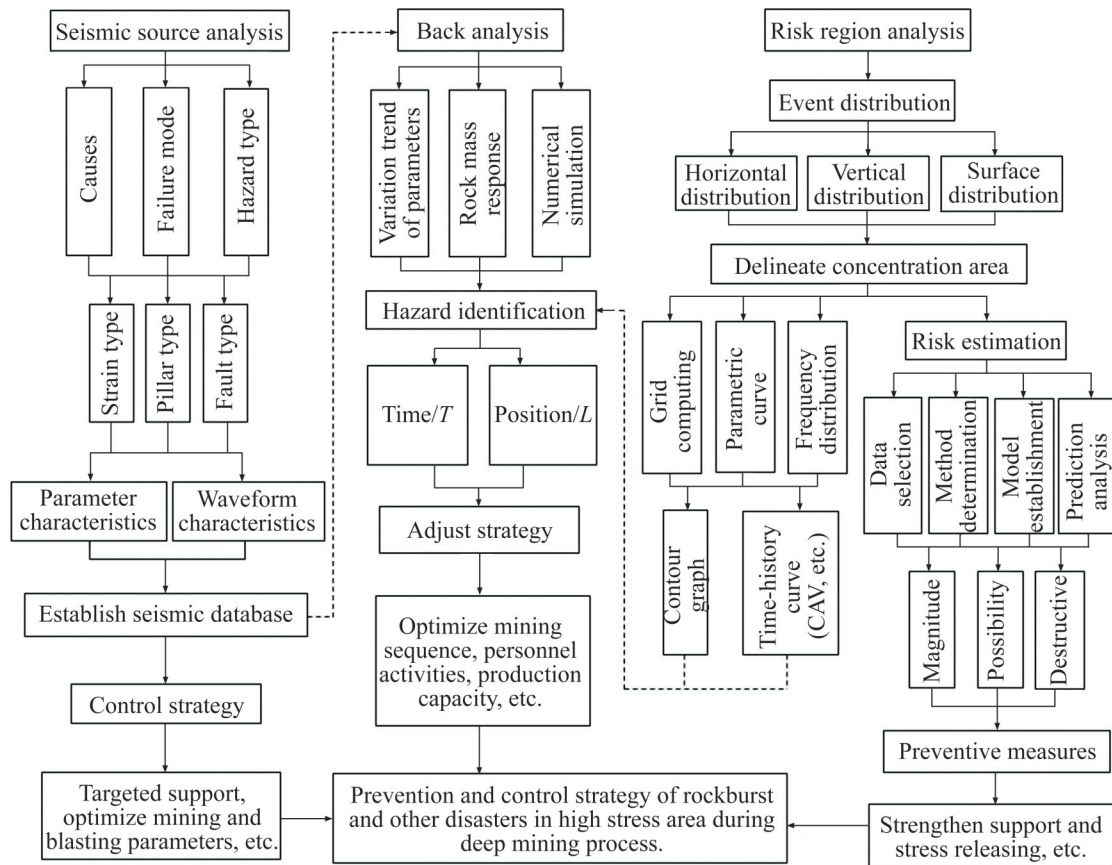 Seismic source analysis
Causes
Failure mode
Hazard type
Strain type
Pillar type
Fault type
Parameter
characteristics
Waveform
characteristics
Establish seismic database
Control strategy
Targeted support,
optimize mining and
blasting parameters, etc.
Back analysis
Variation trend
of parameters
Rock mass
response
Numerical
simulation
Hazard identification
Time/T
Position/L
Adjust strategy
Optimize mining
sequence, personnel
activities, production
capacity, etc.
Prevention and control strategy of rockburst
and other disasters in high stress area during
deep mining process.
Risk region analysis
Event distribution
Horizontal
distribution
Vertical
distribution
Surface
distribution
Delineate concentration area
Grid
computing
Parametric
curve
Frequency
distribution
Contour
graph
Time-history
curve
(CAV, etc.)
Risk estimation
Data
selection
Method
determination
Model
establishment
Prediction
analysis
Magnitude
Possibility
Destructive
Preventive measures
Strengthen support and
stress releasing, etc.